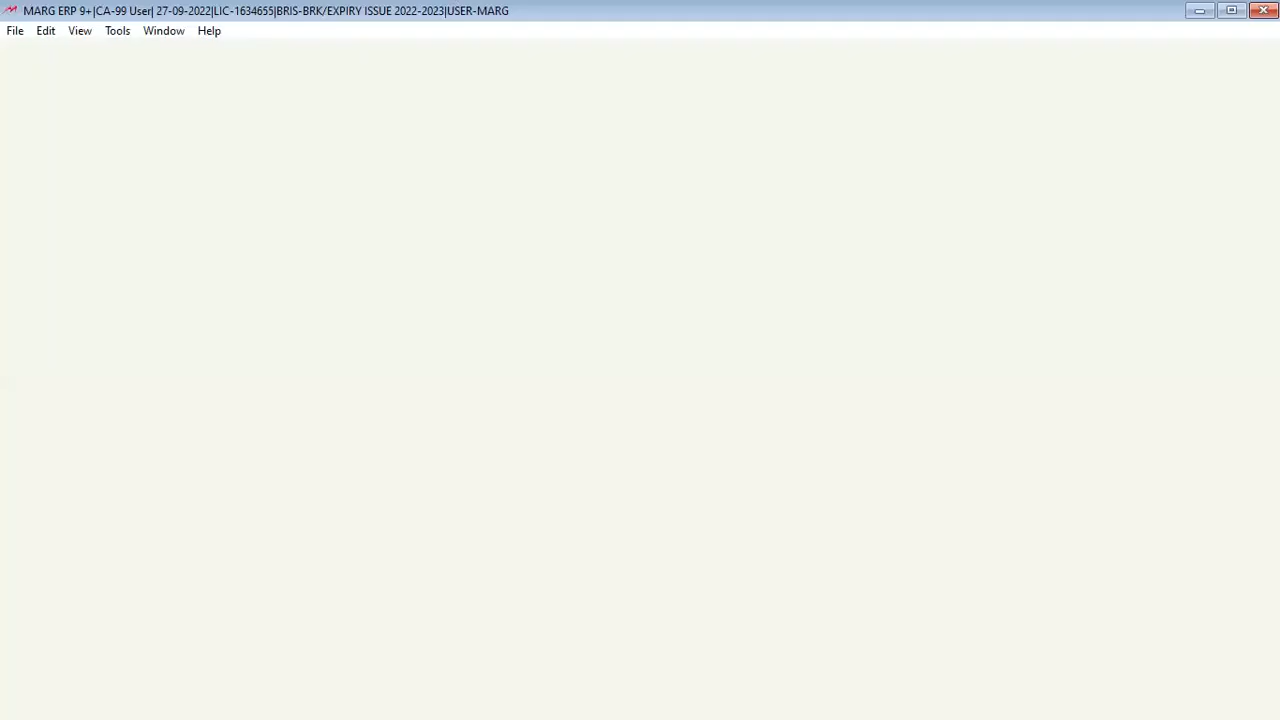 MARG ERP 9+|CA-99 User| 27-09-2022|LIC-1634655|BRIS-BRK/EXPIRY ISSUE 2022-2023|USER-MARG
File Edit View Tools Window Help